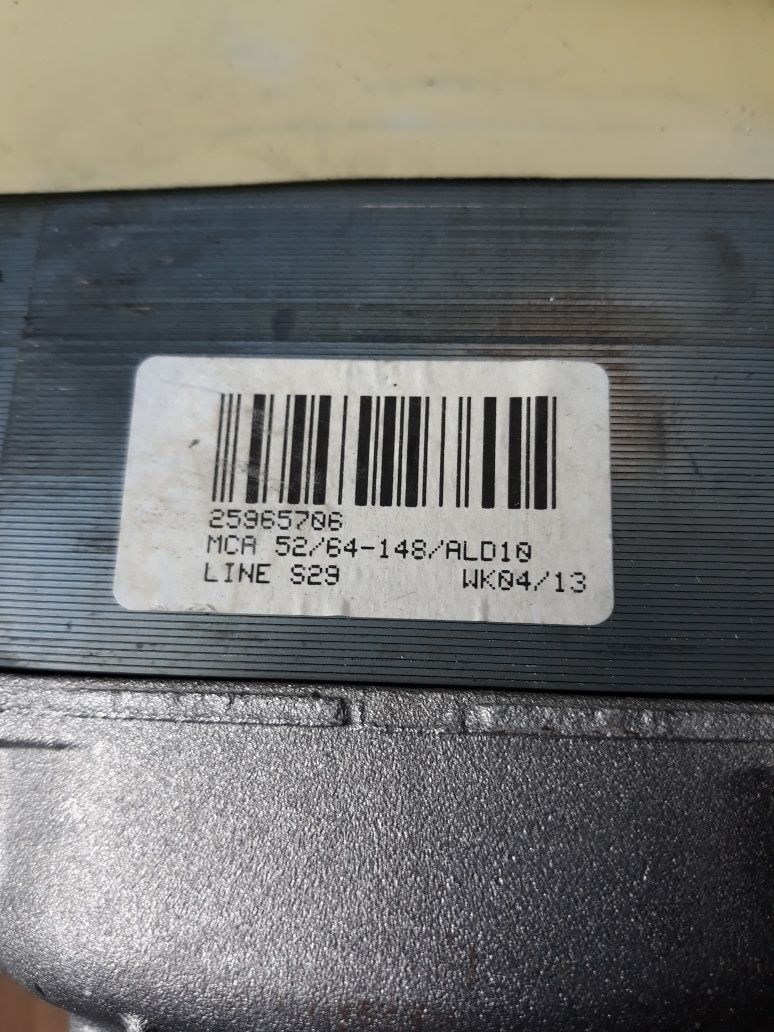 25965706
MCA 52/64-148/ALD10
LINE S29 WK04/13